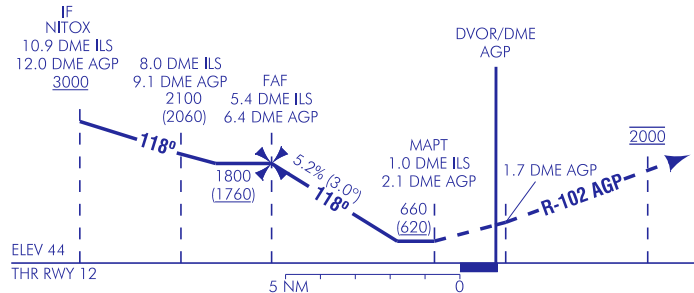 IF
NITOX
10.9 DME ILS
12.0 DME AGP
3000
8.0 DME ILS
9.1 DME AGP
2100
(2060)
FAF
5.4 DME ILS
6.4 DME AGP
DVOR/DME
AGP
118º
1800
(1760)
5.2% (3.0º)
118º
MAPT
1.0 DME ILS
2.1 DME AGP
660
(620)
1.7 DME AGP
R-102 AGP
2000
ELEV 44
THR RWY 12
5 NM
0